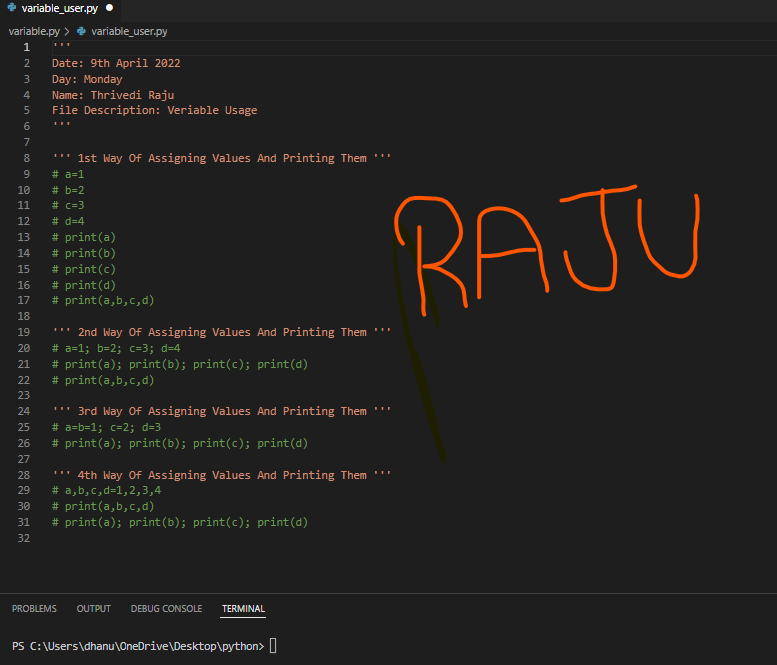 variable_user.py ●
variable.py > variable_user.py
1 '''
2 Date: 9th April 2022
3 Day: Monday
4 Name: Thrivedi Raju
5 File Description: Veriable Usage
6 '''
7
8 ''' 1st Way Of Assigning Values And Printing Them '''
9 # a=1
10 # b=2
11 # c=3
12 # d=4
13 # print(a)
14 # print(b)
15 # print(c)
16 # print(d)
17 # print(a,b,c,d)
18
19 ''' 2nd Way Of Assigning Values And Printing Them '''
20 # a=1; b=2; c=3; d=4
21 # print(a); print(b); print(c); print(d)
22 # print(a,b,c,d)
23
24 ''' 3rd Way Of Assigning Values And Printing Them '''
25 # a=b=1; c=2; d=3
26 # print(a); print(b); print(c); print(d)
27
28 ''' 4th Way Of Assigning Values And Printing Them '''
29 # a,b,c,d=1,2,3,4
30 # print(a,b,c,d)
31 # print(a); print(b); print(c); print(d)
32
RAJU
PROBLEMS OUTPUT DEBUG CONSOLE TERMINAL
PS C:\Users\dhanu\OneDrive\Desktop\python>